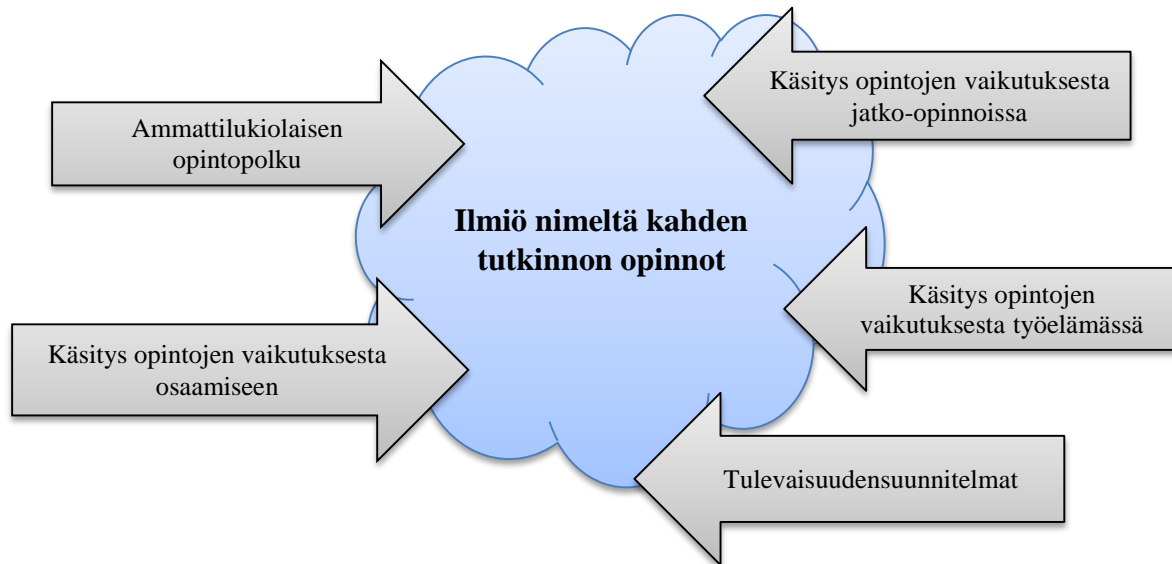 Käsitys opintojen vaikutuksesta
jatko-opinnoissa
Ammattilukiolaisen
opintopolku
Ilmiö nimeltä kahden
tutkinnon opinnot
Käsitys opintojen
vaikutuksesta työelämässä
Käsitys opintojen vaikutuksesta
osaamiseen
Tulevaisuudensuunnitelmat